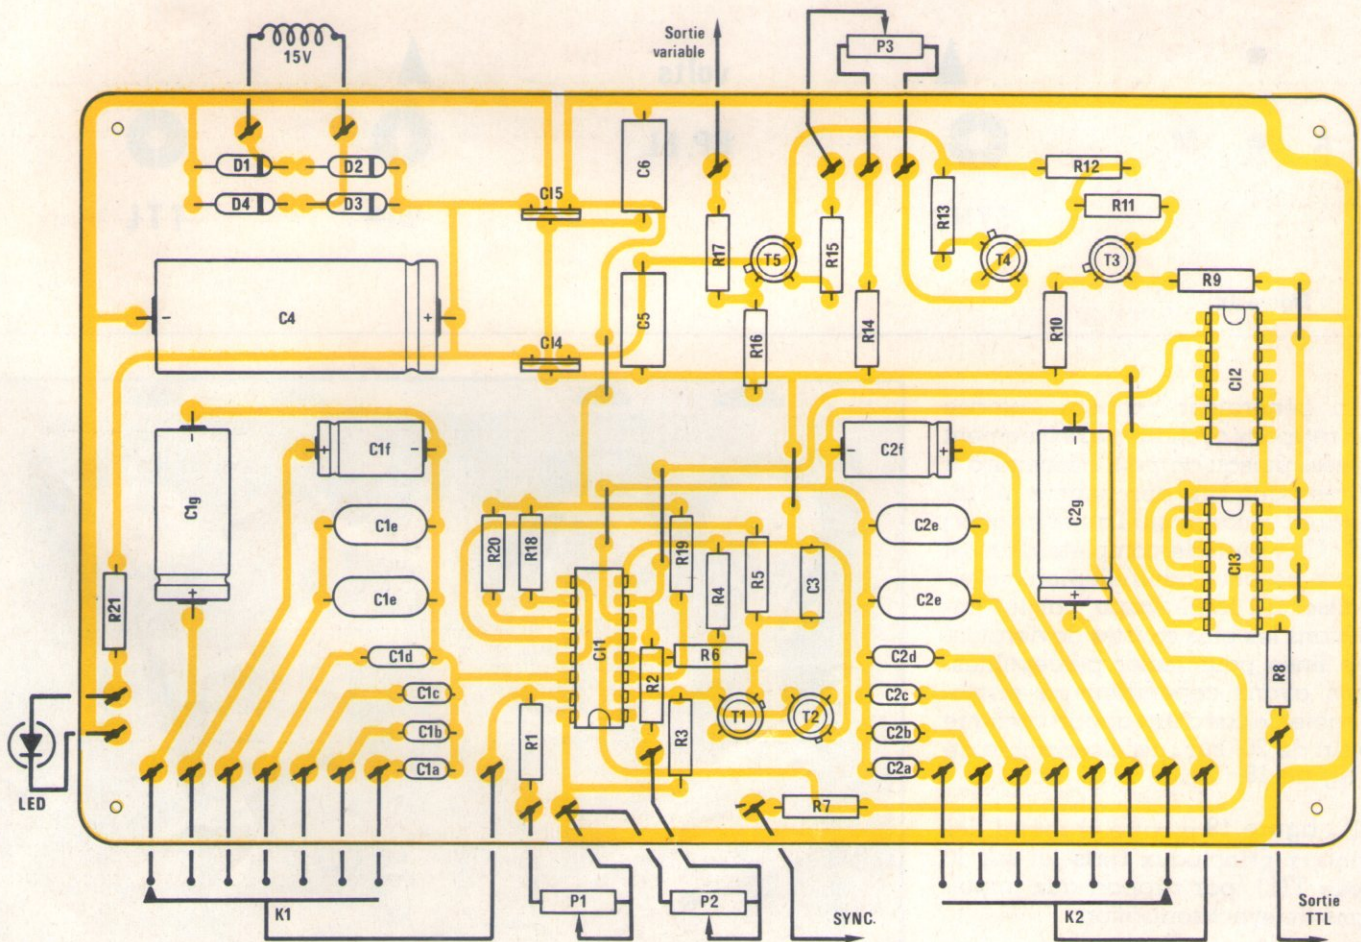 15V
Sortie
variable
P3
D1
D2
D4
D3
CI5
C6
R17
T5
R15
R13
R12
R11
T4
T3
R9
C4
-
+
CI4
C5
R16
R14
R10
CI2
C1g
-
+
C1f
+
-
C1e
C1e
C1d
C1c
C1b
C1a
R21
R20
R18
R19
R4
R5
C3
CI1
R2
R6
R3
T1
T2
R1
R7
C2f
-
+
C2e
C2e
C2d
C2c
C2b
C2a
C2g
-
+
CI3
R8
LED
K1
P1
P2
SYNC.
K2
Sortie
TTL